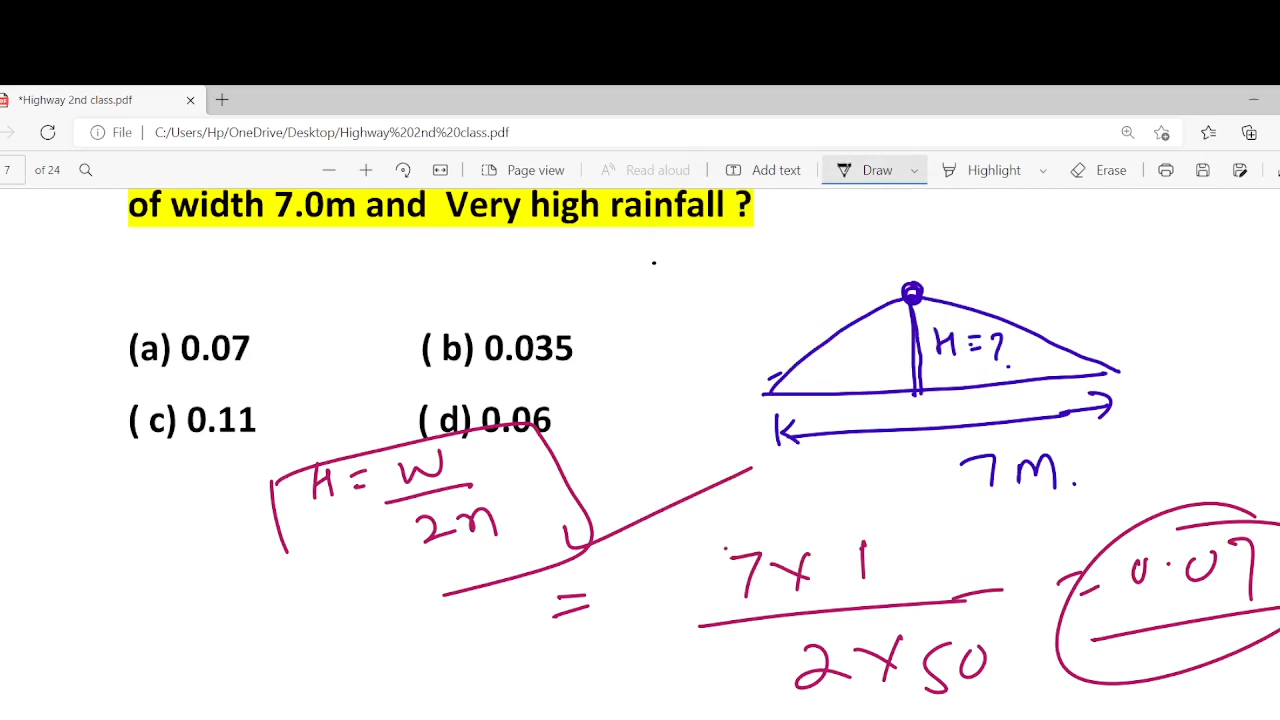 *Highway 2nd class.pdf
File C:/Users/Hp/OneDrive/Desktop/Highway%202nd%20class.pdf
7 of 24 Page view Read aloud Add text Draw Highlight Erase
of width 7.0m and Very high rainfall ?
(a) 0.07 ( b) 0.035
( c) 0.11 ( d) 0.06
H = ?
7 M.
H = W
2n
= 7 × 1
2 × 50
= 0.07